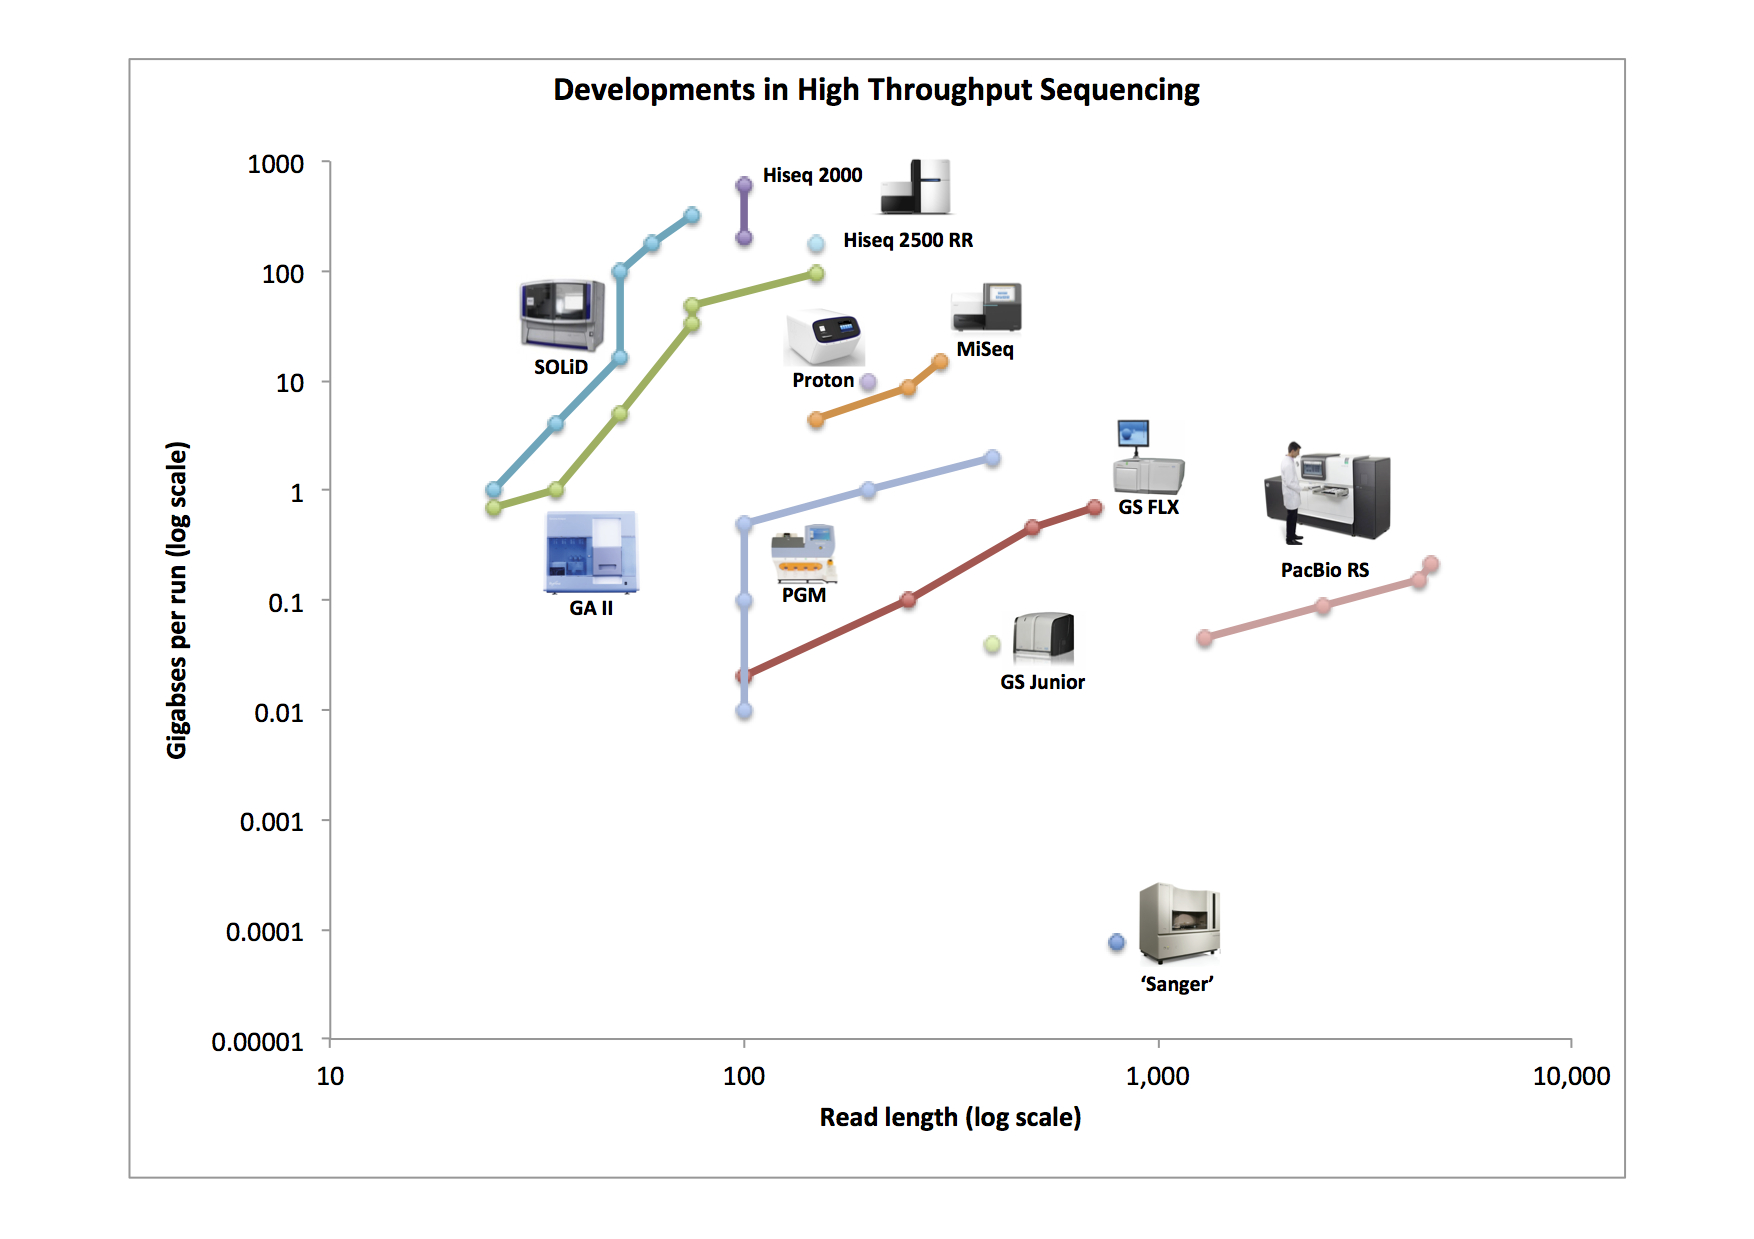 Developments in High Throughput Sequencing
1000
100
10
1
0.1
0.01
0.001
0.0001
0.00001
Gigabses per run (log scale)
Hiseq 2000
Hiseq 2500 RR
SOLiD
Proton
MiSeq
GA II
PGM
GS FLX
PacBio RS
GS Junior
‘Sanger’
10
100
1,000
10,000
Read length (log scale)